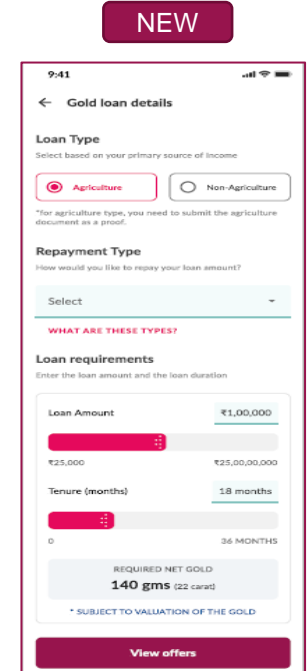 NEW
9:41
← Gold loan details
Loan Type
Select based on your primary source of Income
Agriculture Non-Agriculture
*for agriculture type, you need to submit the agriculture
document as a proof.
Repayment Type
How would you like to repay your loan amount?
Select
WHAT ARE THESE TYPES?
Loan requirements
Enter the loan amount and the loan duration
Loan Amount ₹1,00,000
₹25,000 ₹25,00,00,000
Tenure (months) 18 months
0 36 MONTHS
REQUIRED NET GOLD
140 gms (22 carat)
* SUBJECT TO VALUATION OF THE GOLD
View offers